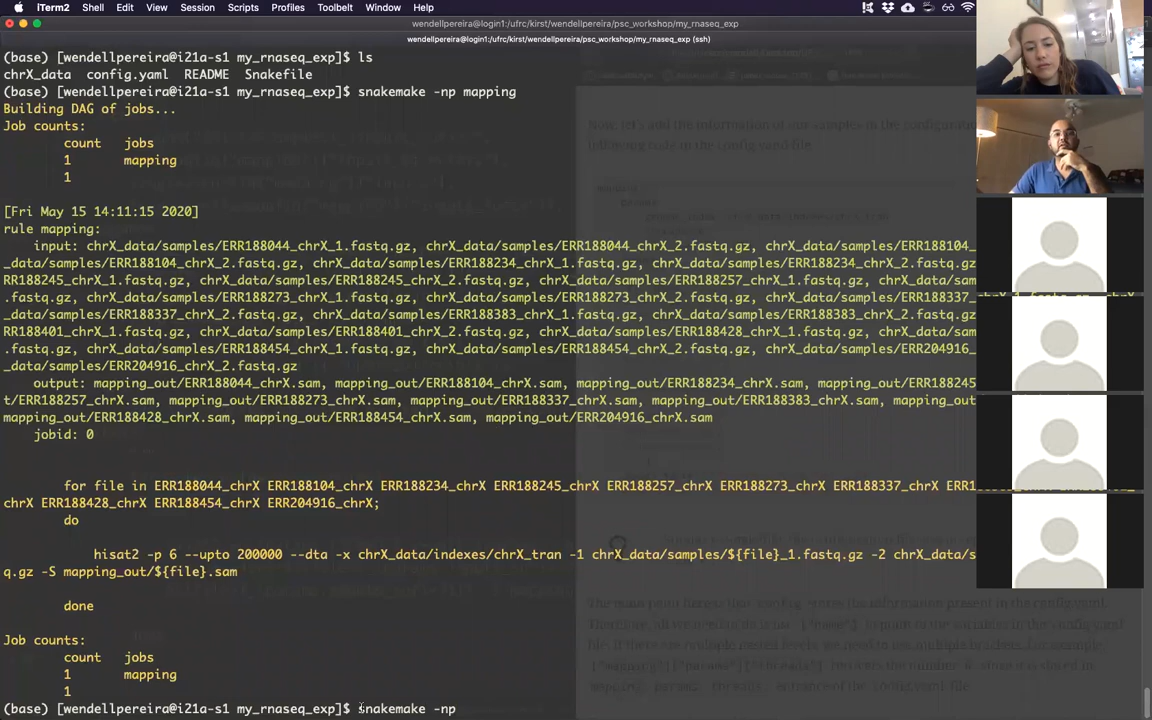 iTerm2 Shell Edit View Session Scripts Profiles Toolbelt Window Help
wendellpereira@login1:/ufrc/kirst/wendellpereira/psc_workshop/my_rnaseq_exp
wendellpereira@login1:/ufrc/kirst/wendellpereira/psc_workshop/my_rnaseq_exp (ssh)
(base) [wendellpereira@i21a-s1 my_rnaseq_exp]$ ls
chrX_data config.yaml README Snakefile
(base) [wendellpereira@i21a-s1 my_rnaseq_exp]$ snakemake -np mapping
Building DAG of jobs...
Job counts:
count jobs
1 mapping
1
[Fri May 15 14:11:15 2020]
rule mapping:
input: chrX_data/samples/ERR188044_chrX_1.fastq.gz, chrX_data/samples/ERR188044_chrX_2.fastq.gz, chrX_data/samples/ERR188104_
_data/samples/ERR188104_chrX_2.fastq.gz, chrX_data/samples/ERR188234_chrX_1.fastq.gz, chrX_data/samples/ERR188234_chrX_2.fast
RR188245_chrX_1.fastq.gz, chrX_data/samples/ERR188245_chrX_2.fastq.gz, chrX_data/samples/ERR188257_chrX_1.fastq.gz, chrX_data
.fastq.gz, chrX_data/samples/ERR188273_chrX_1.fastq.gz, chrX_data/samples/ERR188273_chrX_2.fastq.gz, chrX_data/samples/ERR188337_
_data/samples/ERR188337_chrX_2.fastq.gz, chrX_data/samples/ERR188383_chrX_1.fastq.gz, chrX_data/samples/ERR188383_chrX_2.fastq.gz
RR188401_chrX_1.fastq.gz, chrX_data/samples/ERR188401_chrX_2.fastq.gz, chrX_data/samples/ERR188428_chrX_1.fastq.gz, chrX_data/sam
.fastq.gz, chrX_data/samples/ERR188454_chrX_1.fastq.gz, chrX_data/samples/ERR188454_chrX_2.fastq.gz, chrX_data/samples/ERR204916_
_data/samples/ERR204916_chrX_2.fastq.gz
output: mapping_out/ERR188044_chrX.sam, mapping_out/ERR188104_chrX.sam, mapping_out/ERR188234_chrX.sam, mapping_out/ERR188245
t/ERR188257_chrX.sam, mapping_out/ERR188273_chrX.sam, mapping_out/ERR188337_chrX.sam, mapping_out/ERR188383_chrX.sam, mapping_out
mapping_out/ERR188428_chrX.sam, mapping_out/ERR188454_chrX.sam, mapping_out/ERR204916_chrX.sam
jobid: 0
for file in ERR188044_chrX ERR188104_chrX ERR188234_chrX ERR188245_chrX ERR188257_chrX ERR188273_chrX ERR188337_chrX ERR1
chrX ERR188428_chrX ERR188454_chrX ERR204916_chrX;
do
hisat2 -p 6 --upto 200000 --dta -x chrX_data/indexes/chrX_tran -1 chrX_data/samples/${file}_1.fastq.gz -2 chrX_data/s
q.gz -S mapping_out/${file}.sam
done
Job counts:
count jobs
1 mapping
1
(base) [wendellpereira@i21a-s1 my_rnaseq_exp]$ snakemake -np